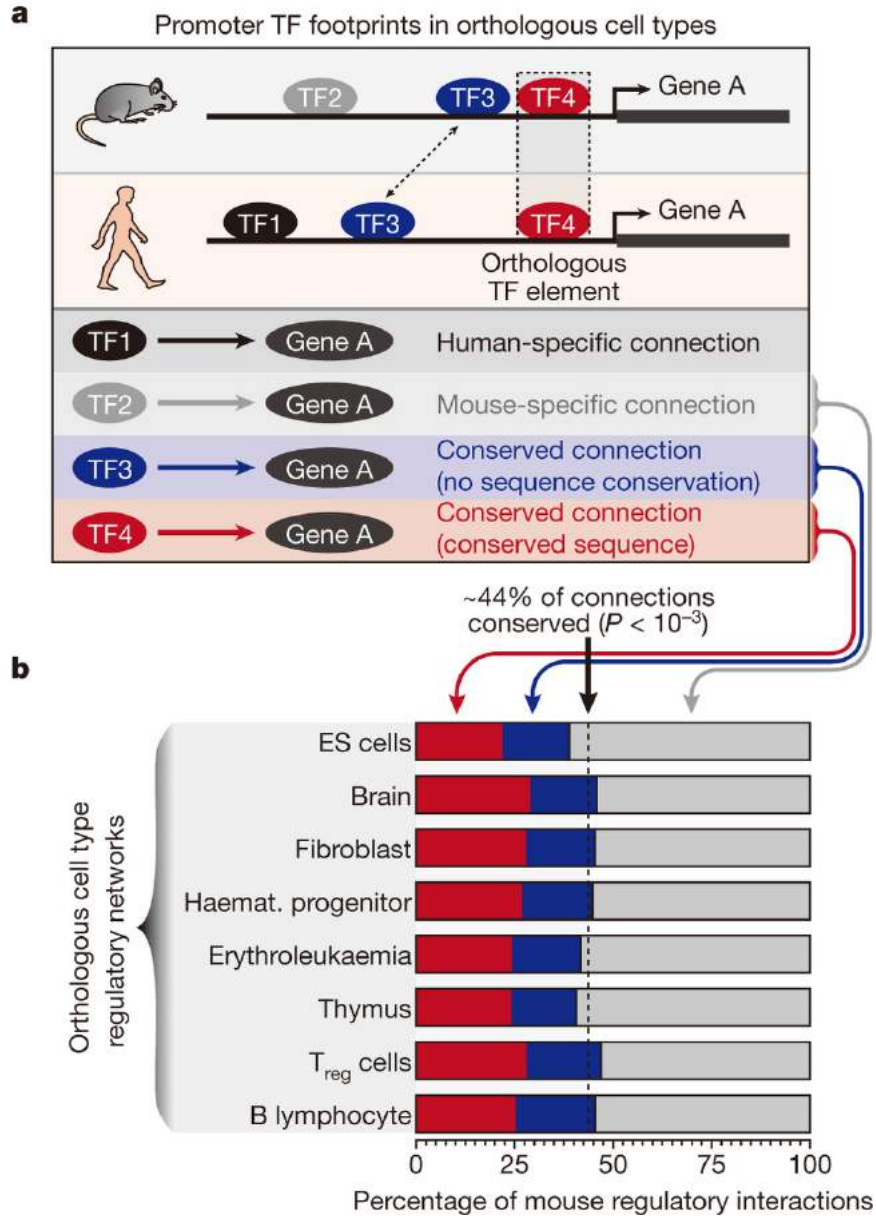 a
Promoter TF footprints in orthologous cell types
TF2 TF3 TF4 Gene A
TF1 TF3 TF4 Gene A
Orthologous
TF element
TF1 Gene A Human-specific connection
TF2 Gene A Mouse-specific connection
TF3 Gene A Conserved connection
(no sequence conservation)
TF4 Gene A Conserved connection
(conserved sequence)
~44% of connections
conserved (P < 10⁻³)
b
Orthologous cell type
regulatory networks
ES cells
Brain
Fibroblast
Haemat. progenitor
Erythroleukaemia
Thymus
Treg cells
B lymphocyte
0 25 50 75 100
Percentage of mouse regulatory interactions